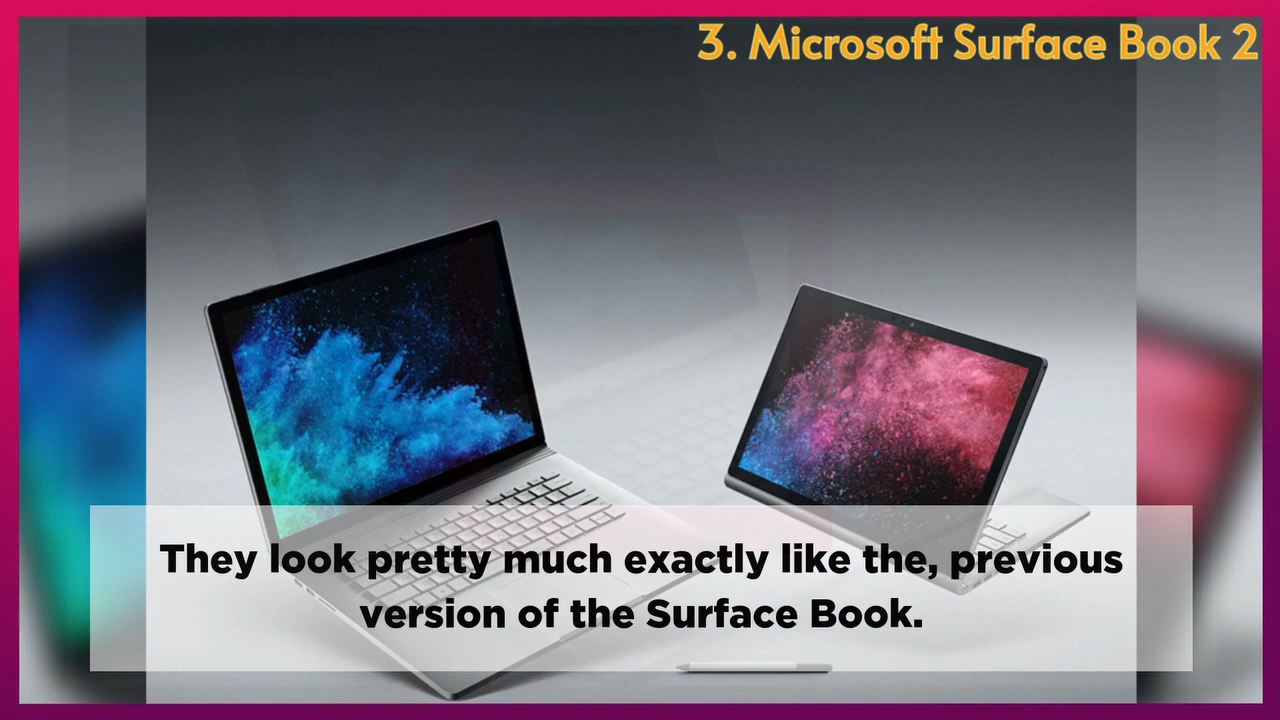 3. Microsoft Surface Book 2
They look pretty much exactly like the, previous
version of the Surface Book.